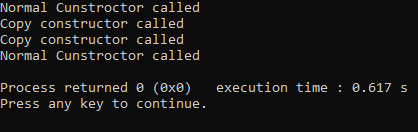 Normal Cunstroctor called
Copy constructor called
Copy constructor called
Normal Cunstroctor called
Process returned 0 (0x0)   execution time : 0.617 s
Press any key to continue.